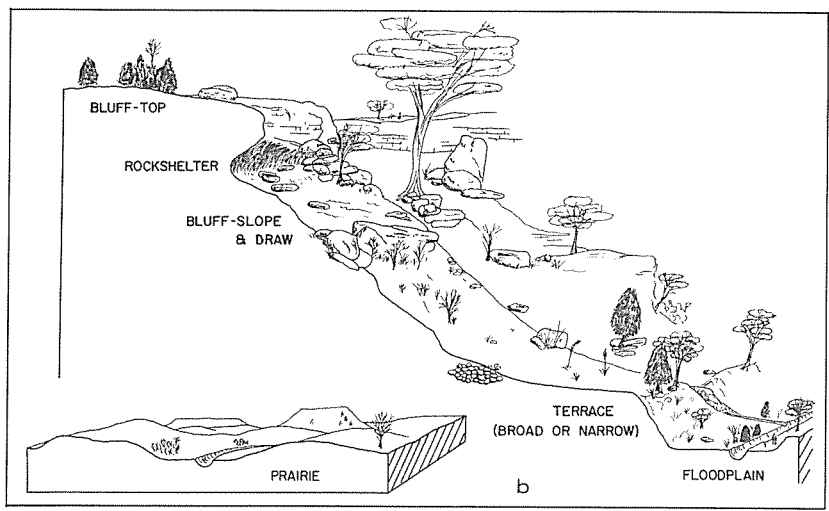 BLUFF-TOP
ROCKSHELTER
BLUFF-SLOPE
& DRAW
TERRACE
(BROAD OR NARROW)
FLOODPLAIN
PRAIRIE
b